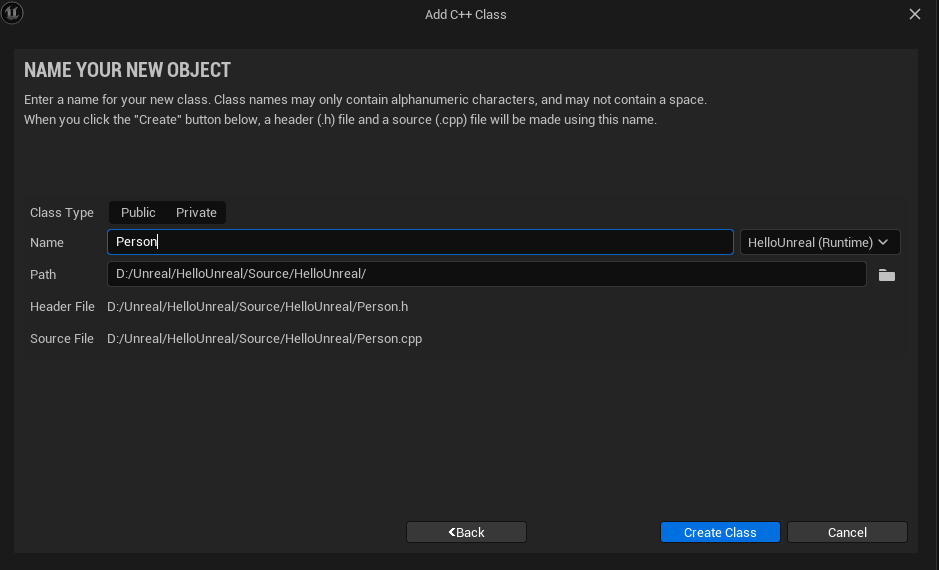 Add C++ Class
NAME YOUR NEW OBJECT
Enter a name for your new class. Class names may only contain alphanumeric characters, and may not contain a space.
When you click the "Create" button below, a header (.h) file and a source (.cpp) file will be made using this name.
Class Type Public Private
Name Person HelloUnreal (Runtime)
Path D:/Unreal/HelloUnreal/Source/HelloUnreal/
Header File D:/Unreal/HelloUnreal/Source/HelloUnreal/Person.h
Source File D:/Unreal/HelloUnreal/Source/HelloUnreal/Person.cpp
Back Create Class Cancel